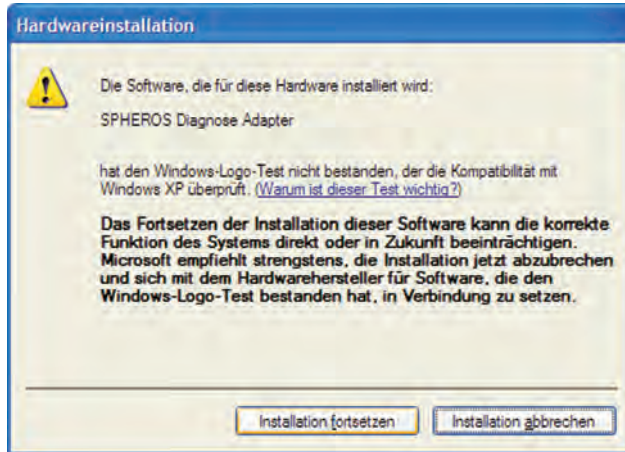 Hardwareinstallation
Die Software, die für diese Hardware installiert wird:
SPHEROS Diagnose Adapter
hat den Windows-Logo-Test nicht bestanden, der die Kompatibilität mit
Windows XP überprüft. (Warum ist dieser Test wichtig?)
Das Fortsetzen der Installation dieser Software kann die korrekte
Funktion des Systems direkt oder in Zukunft beeinträchtigen.
Microsoft empfiehlt strengstens, die Installation jetzt abzubrechen
und sich mit dem Hardwarehersteller für Software, die den
Windows-Logo-Test bestanden hat, in Verbindung zu setzen.
Installation fortsetzen
Installation abbrechen